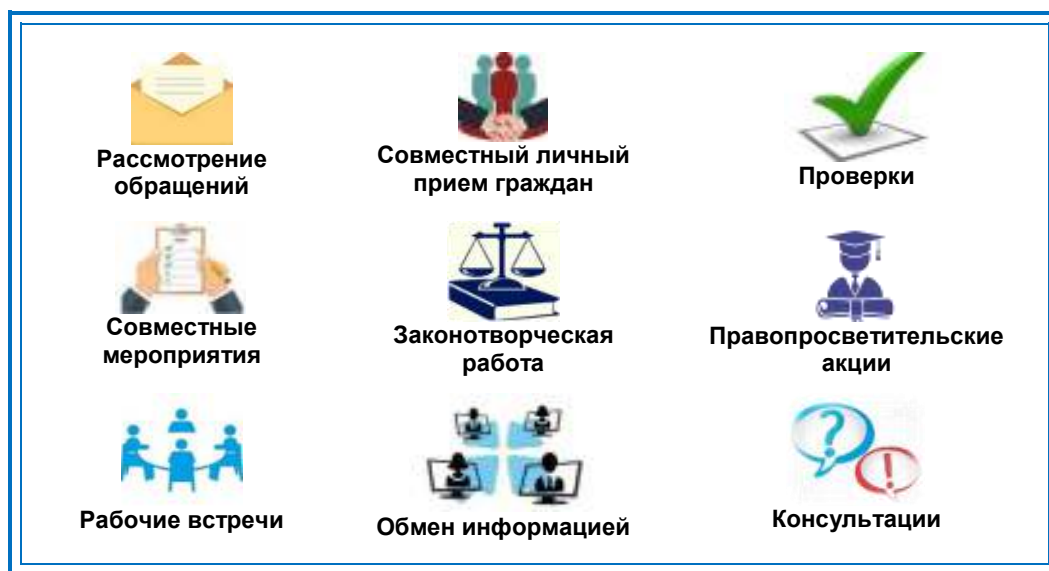 Рассмотрение
обращений
Совместный личный
прием граждан
Проверки
Совместные
мероприятия
Законотворческая
работа
Правопросветительские
акции
Рабочие встречи
Обмен информацией
Консультации